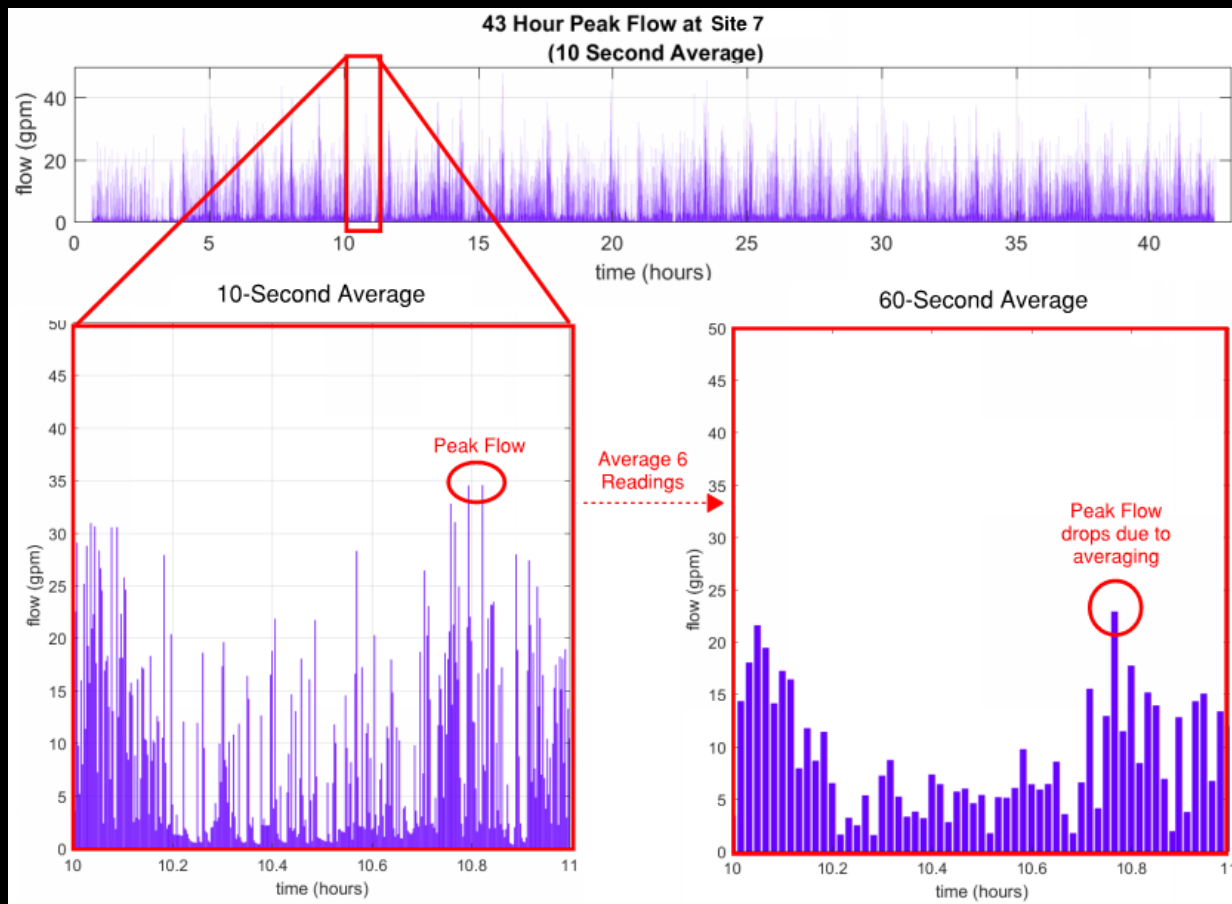 43 Hour Peak Flow at Site 7
(10 Second Average)
flow (gpm)
40
20
0
0 5 10 15 20 25 30 35 40
time (hours)
10-Second Average
50
45
40
35
30
25
20
15
10
5
0
flow (gpm)
Peak Flow
10 10.2 10.4 10.6 10.8 11
time (hours)
Average 6
Readings
60-Second Average
50
45
40
35
30
25
20
15
10
5
0
flow (gpm)
Peak Flow
drops due to
averaging
10 10.2 10.4 10.6 10.8 11
time (hours)